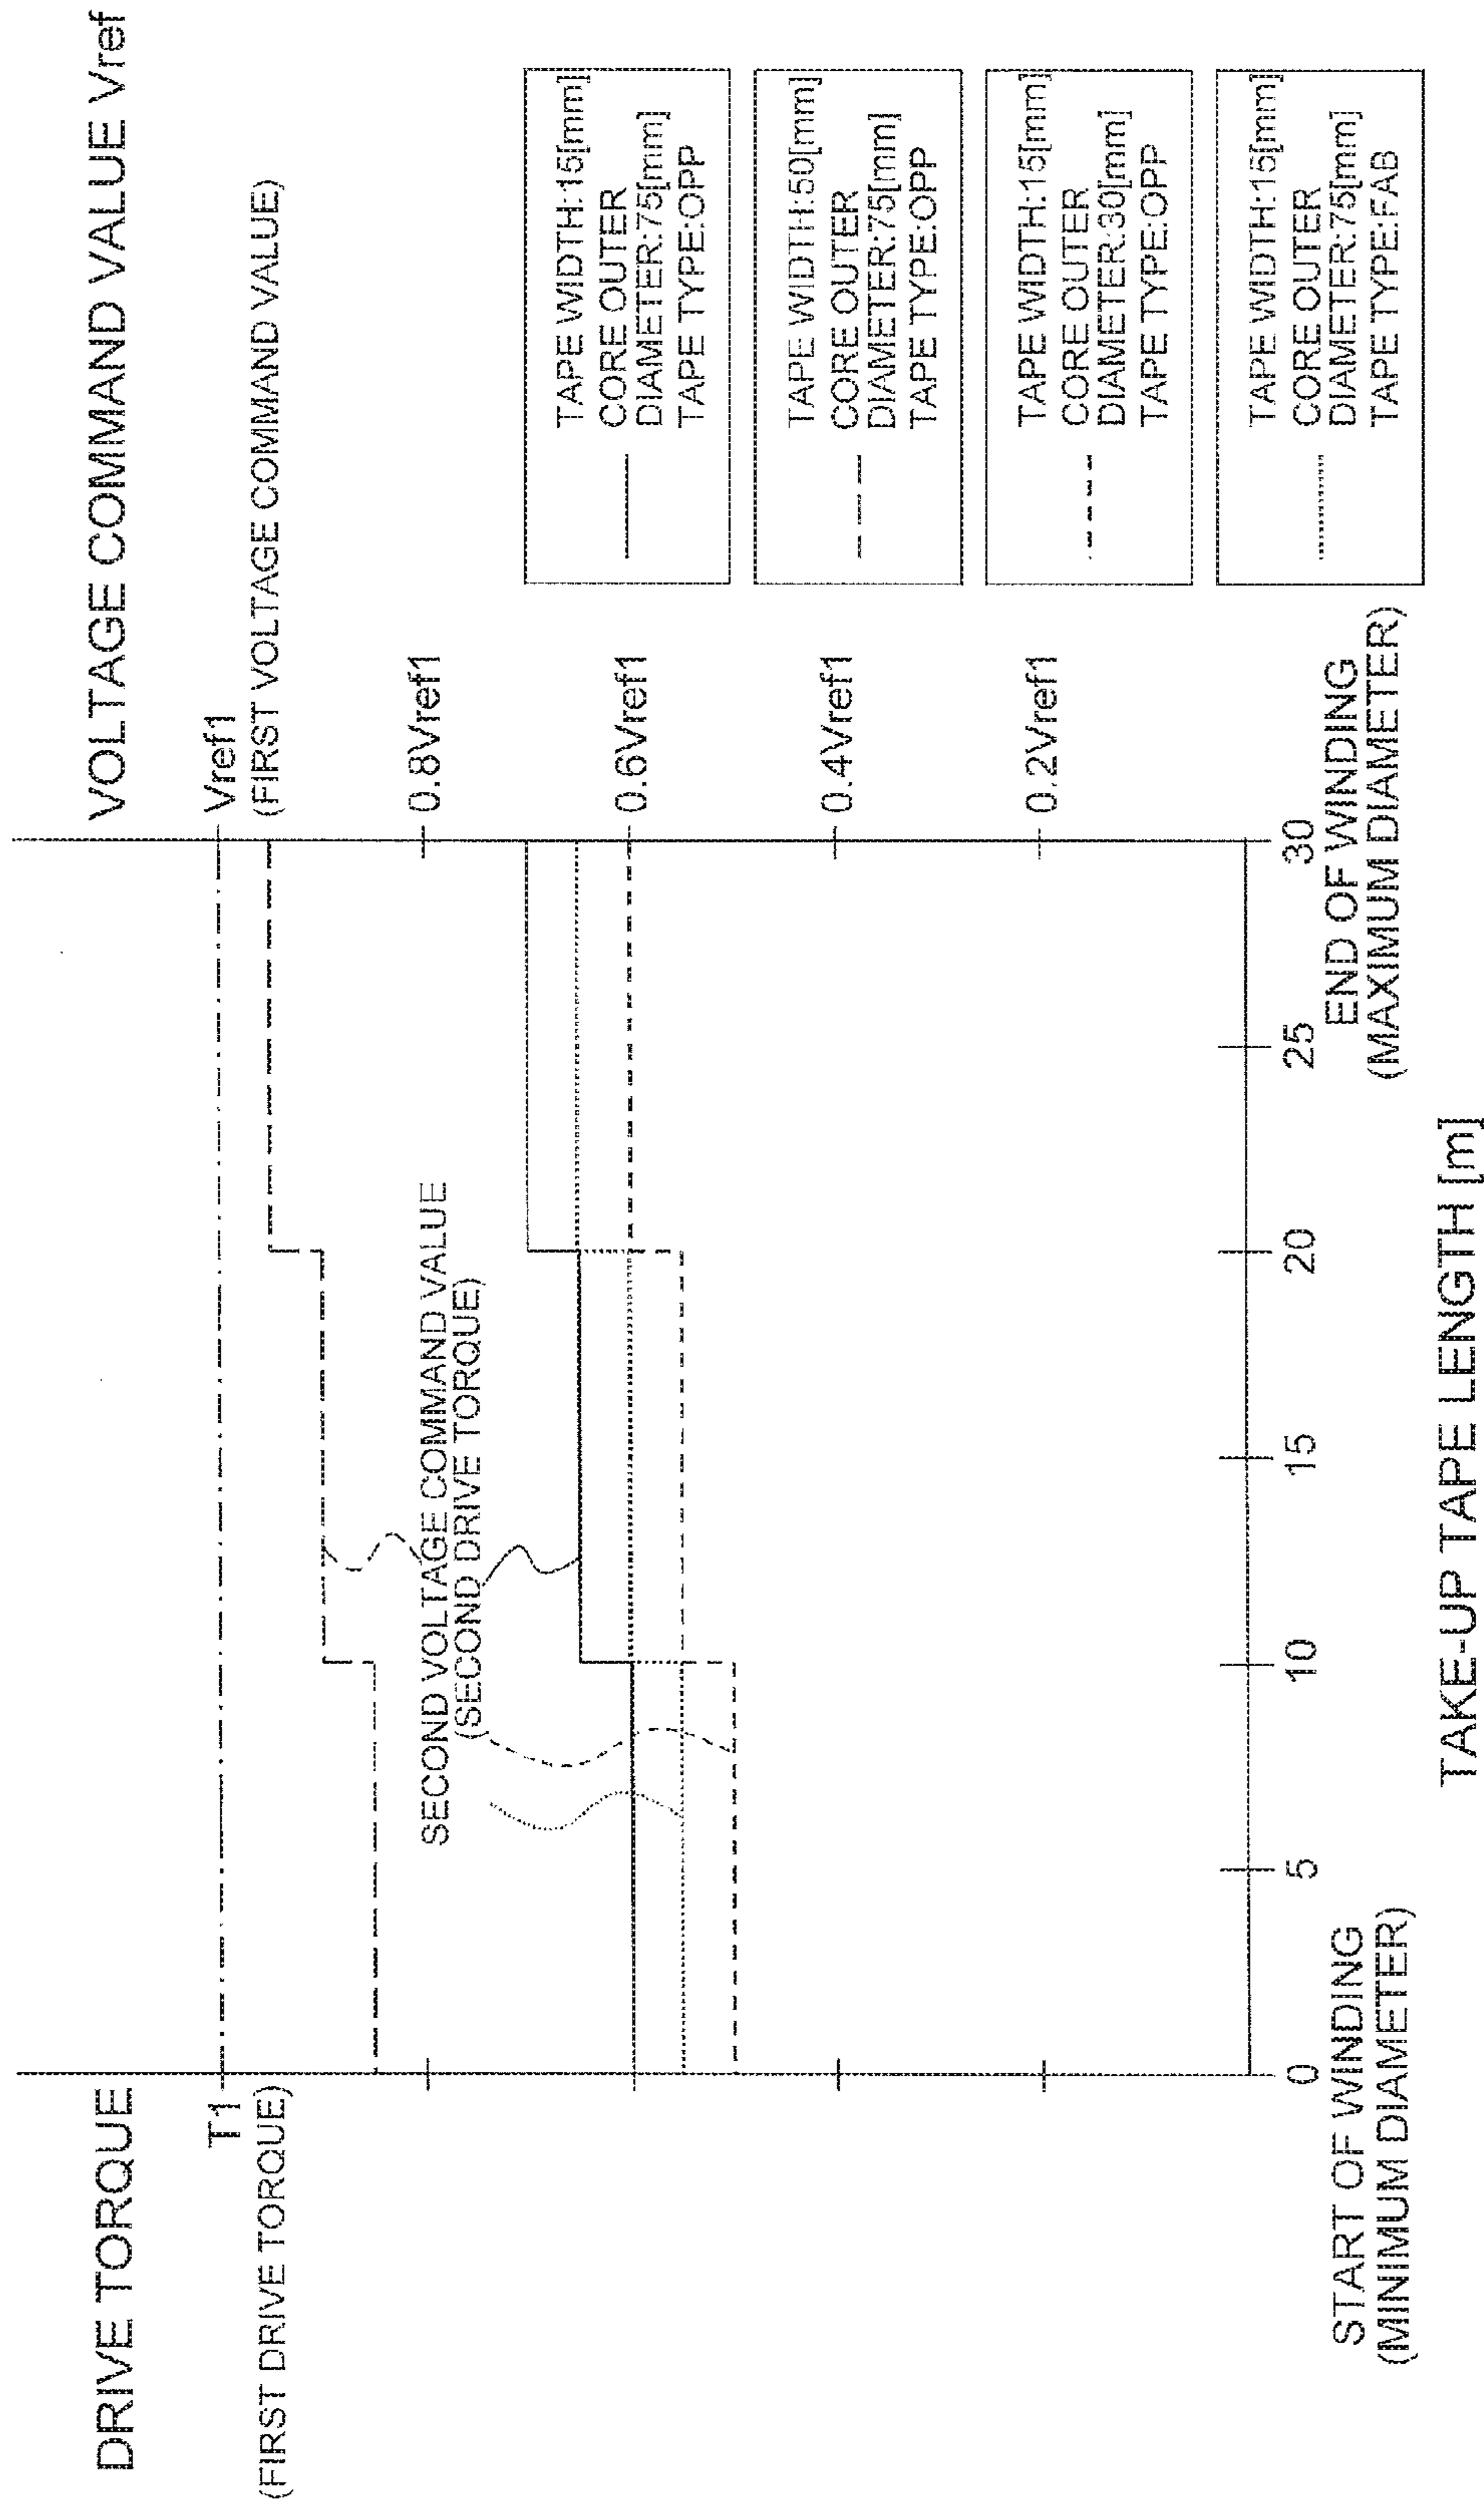 DRIVE TORQUE
VOLTAGE COMMAND VALUE Vref
T1
(FIRST DRIVE TORQUE)
Vref1
(FIRST VOLTAGE COMMAND VALUE)
0.8Vref1
0.6Vref1
0.4Vref1
0.2Vref1
SECOND VOLTAGE COMMAND VALUE
(SECOND DRIVE TORQUE)
TAPE WIDTH:15[mm]
CORE OUTER
DIAMETER:75[mm]
TAPE TYPE:OPP
TAPE WIDTH:50[mm]
CORE OUTER
DIAMETER:75[mm]
TAPE TYPE:OPP
TAPE WIDTH:15[mm]
CORE OUTER
DIAMETER:30[mm]
TAPE TYPE:OPP
TAPE WIDTH:15[mm]
CORE OUTER
DIAMETER:75[mm]
TAPE TYPE:FAB
0 5 10 15 20 25 30
START OF WINDING
(MINIMUM DIAMETER)
END OF WINDING
(MAXIMUM DIAMETER)
TAKE-UP TAPE LENGTH [m]